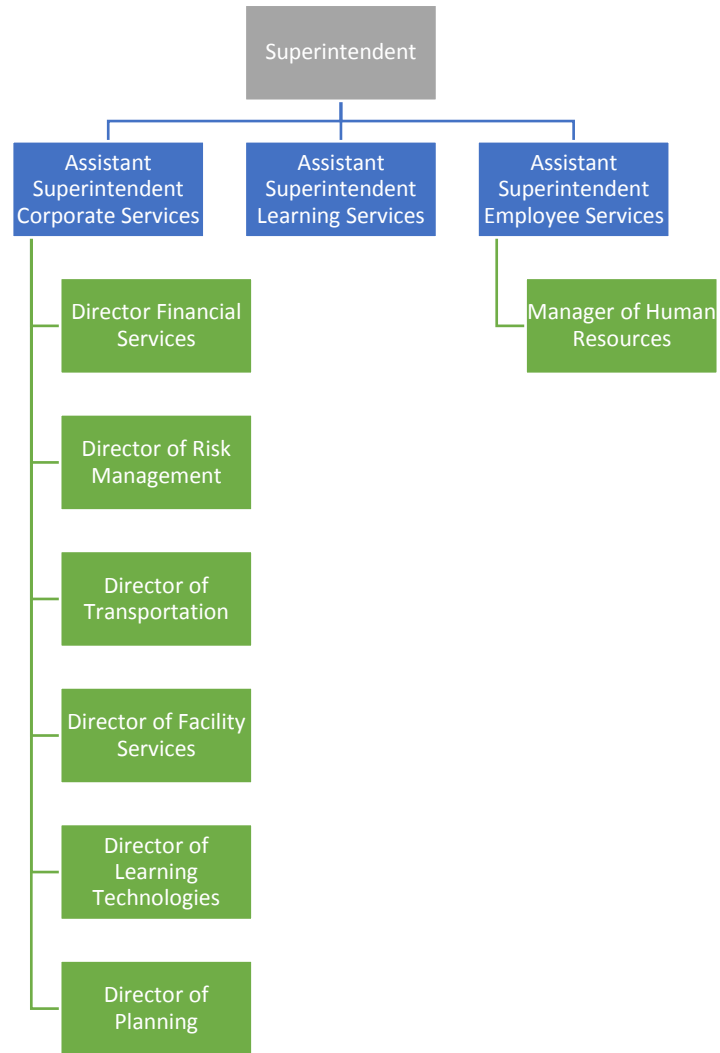 Superintendent
Assistant
Superintendent
Corporate Services
Assistant
Superintendent
Learning Services
Assistant
Superintendent
Employee Services
Director Financial
Services
Manager of Human
Resources
Director of Risk
Management
Director of
Transportation
Director of Facility
Services
Director of
Learning
Technologies
Director of
Planning